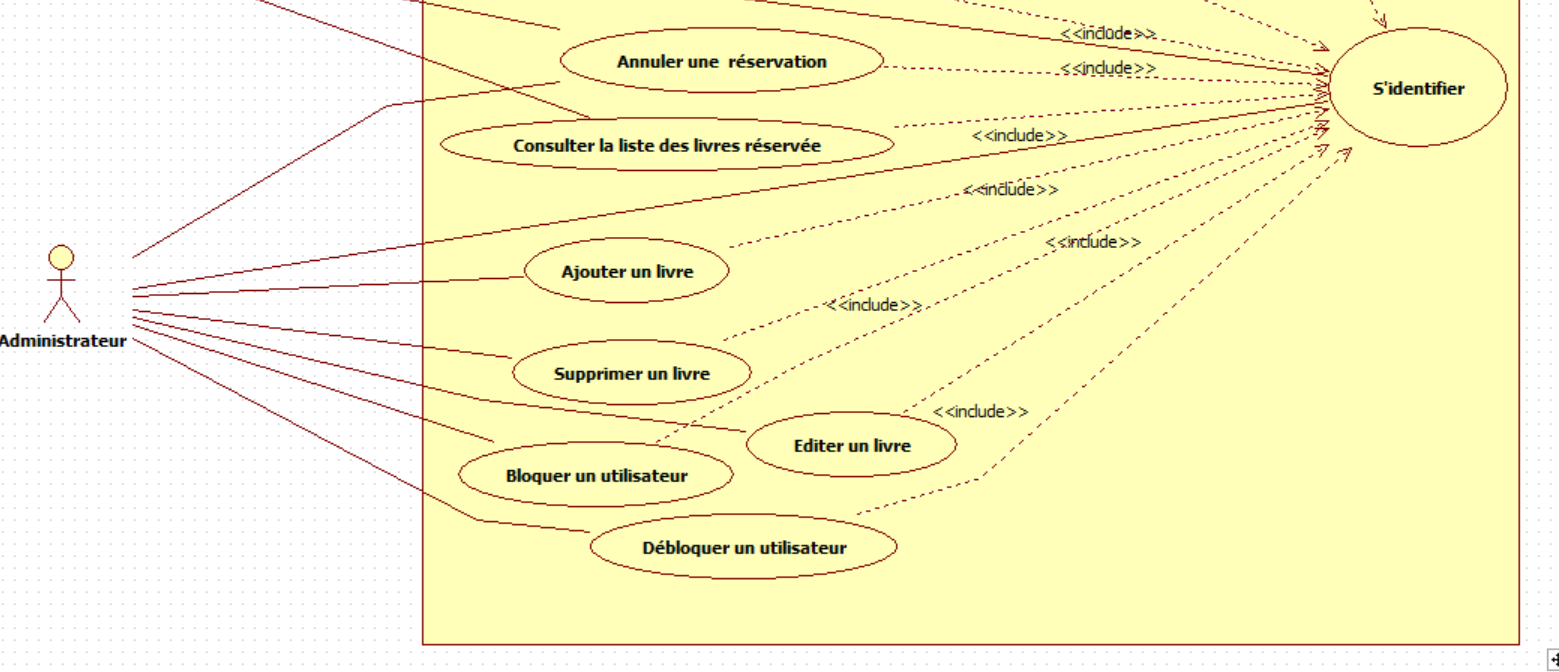 <<include>>
Annuler une réservation
<<include>>
S'identifier
Consulter la liste des livres réservée
<<include>>
<<include>>
<<include>>
Ajouter un livre
<<include>>
Administrateur
Supprimer un livre
<<include>>
Editer un livre
Bloquer un utilisateur
Débloquer un utilisateur